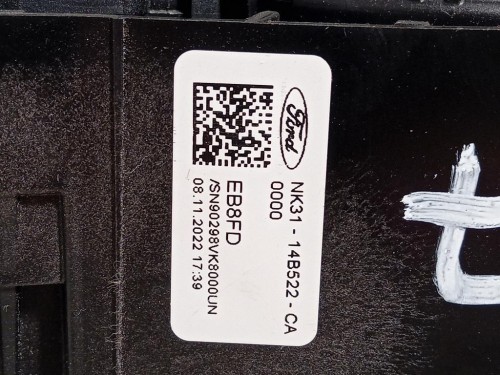 Ford
NK31 - 14B522 - CA
0000
EB8FD
/SN90298VK8000UN
08.11.2022 17:39